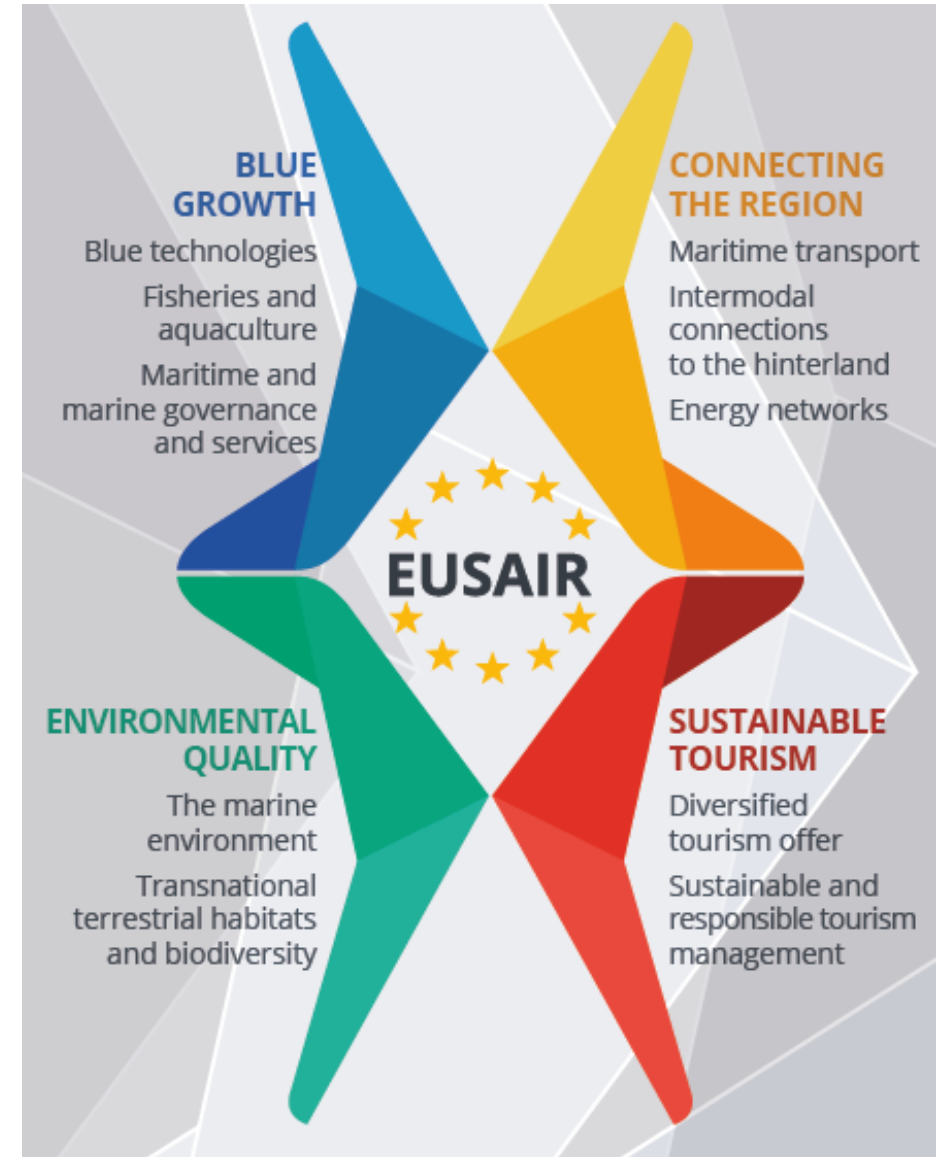 BLUE
GROWTH
Blue technologies
Fisheries and
aquaculture
Maritime and
marine governance
and services
CONNECTING
THE REGION
Maritime transport
Intermodal
connections
to the hinterland
Energy networks
EUSAIR
ENVIRONMENTAL
QUALITY
The marine
environment
Transnational
terrestrial habitats
and biodiversity
SUSTAINABLE
TOURISM
Diversified
tourism offer
Sustainable and
responsible tourism
management